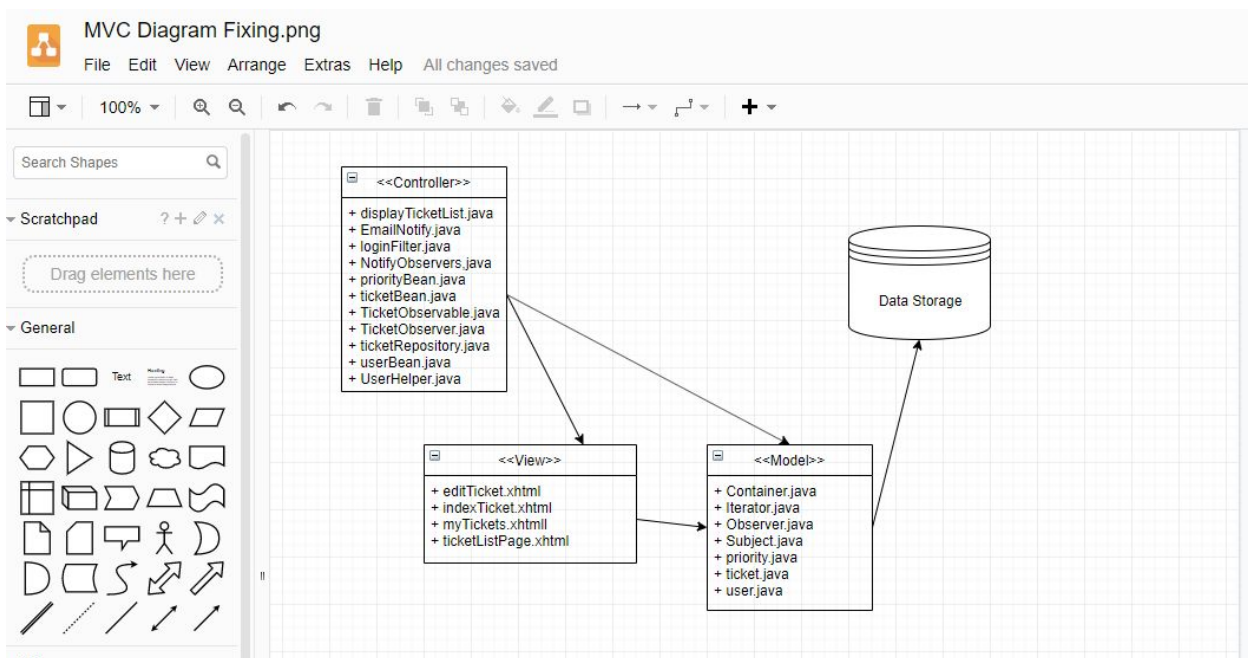 MVC Diagram Fixing.png
File Edit View Arrange Extras Help All changes saved
100%
Search Shapes
Scratchpad ?
Drag elements here
General
Text
Heading
<<Controller>>
+ displayTicketList.java
+ EmailNotify.java
+ loginFilter.java
+ NotifyObservers,java
+ priorityBean.java
+ ticketBean.java
+ TicketObservable.java
+ TicketObserver.java
+ ticketRepository.java
+ userBean.java
+ UserHelper.java
Data Storage
<<View>>
+ editTicket.xhtml
+ indexTicket.xhtml
+ myTickets.xhtmll
+ ticketListPage.xhtml
<<Model>>
+ Container.java
+ Iterator.java
+ Observer.java
+ Subject.java
+ priority.java
+ ticket.java
+ user.java